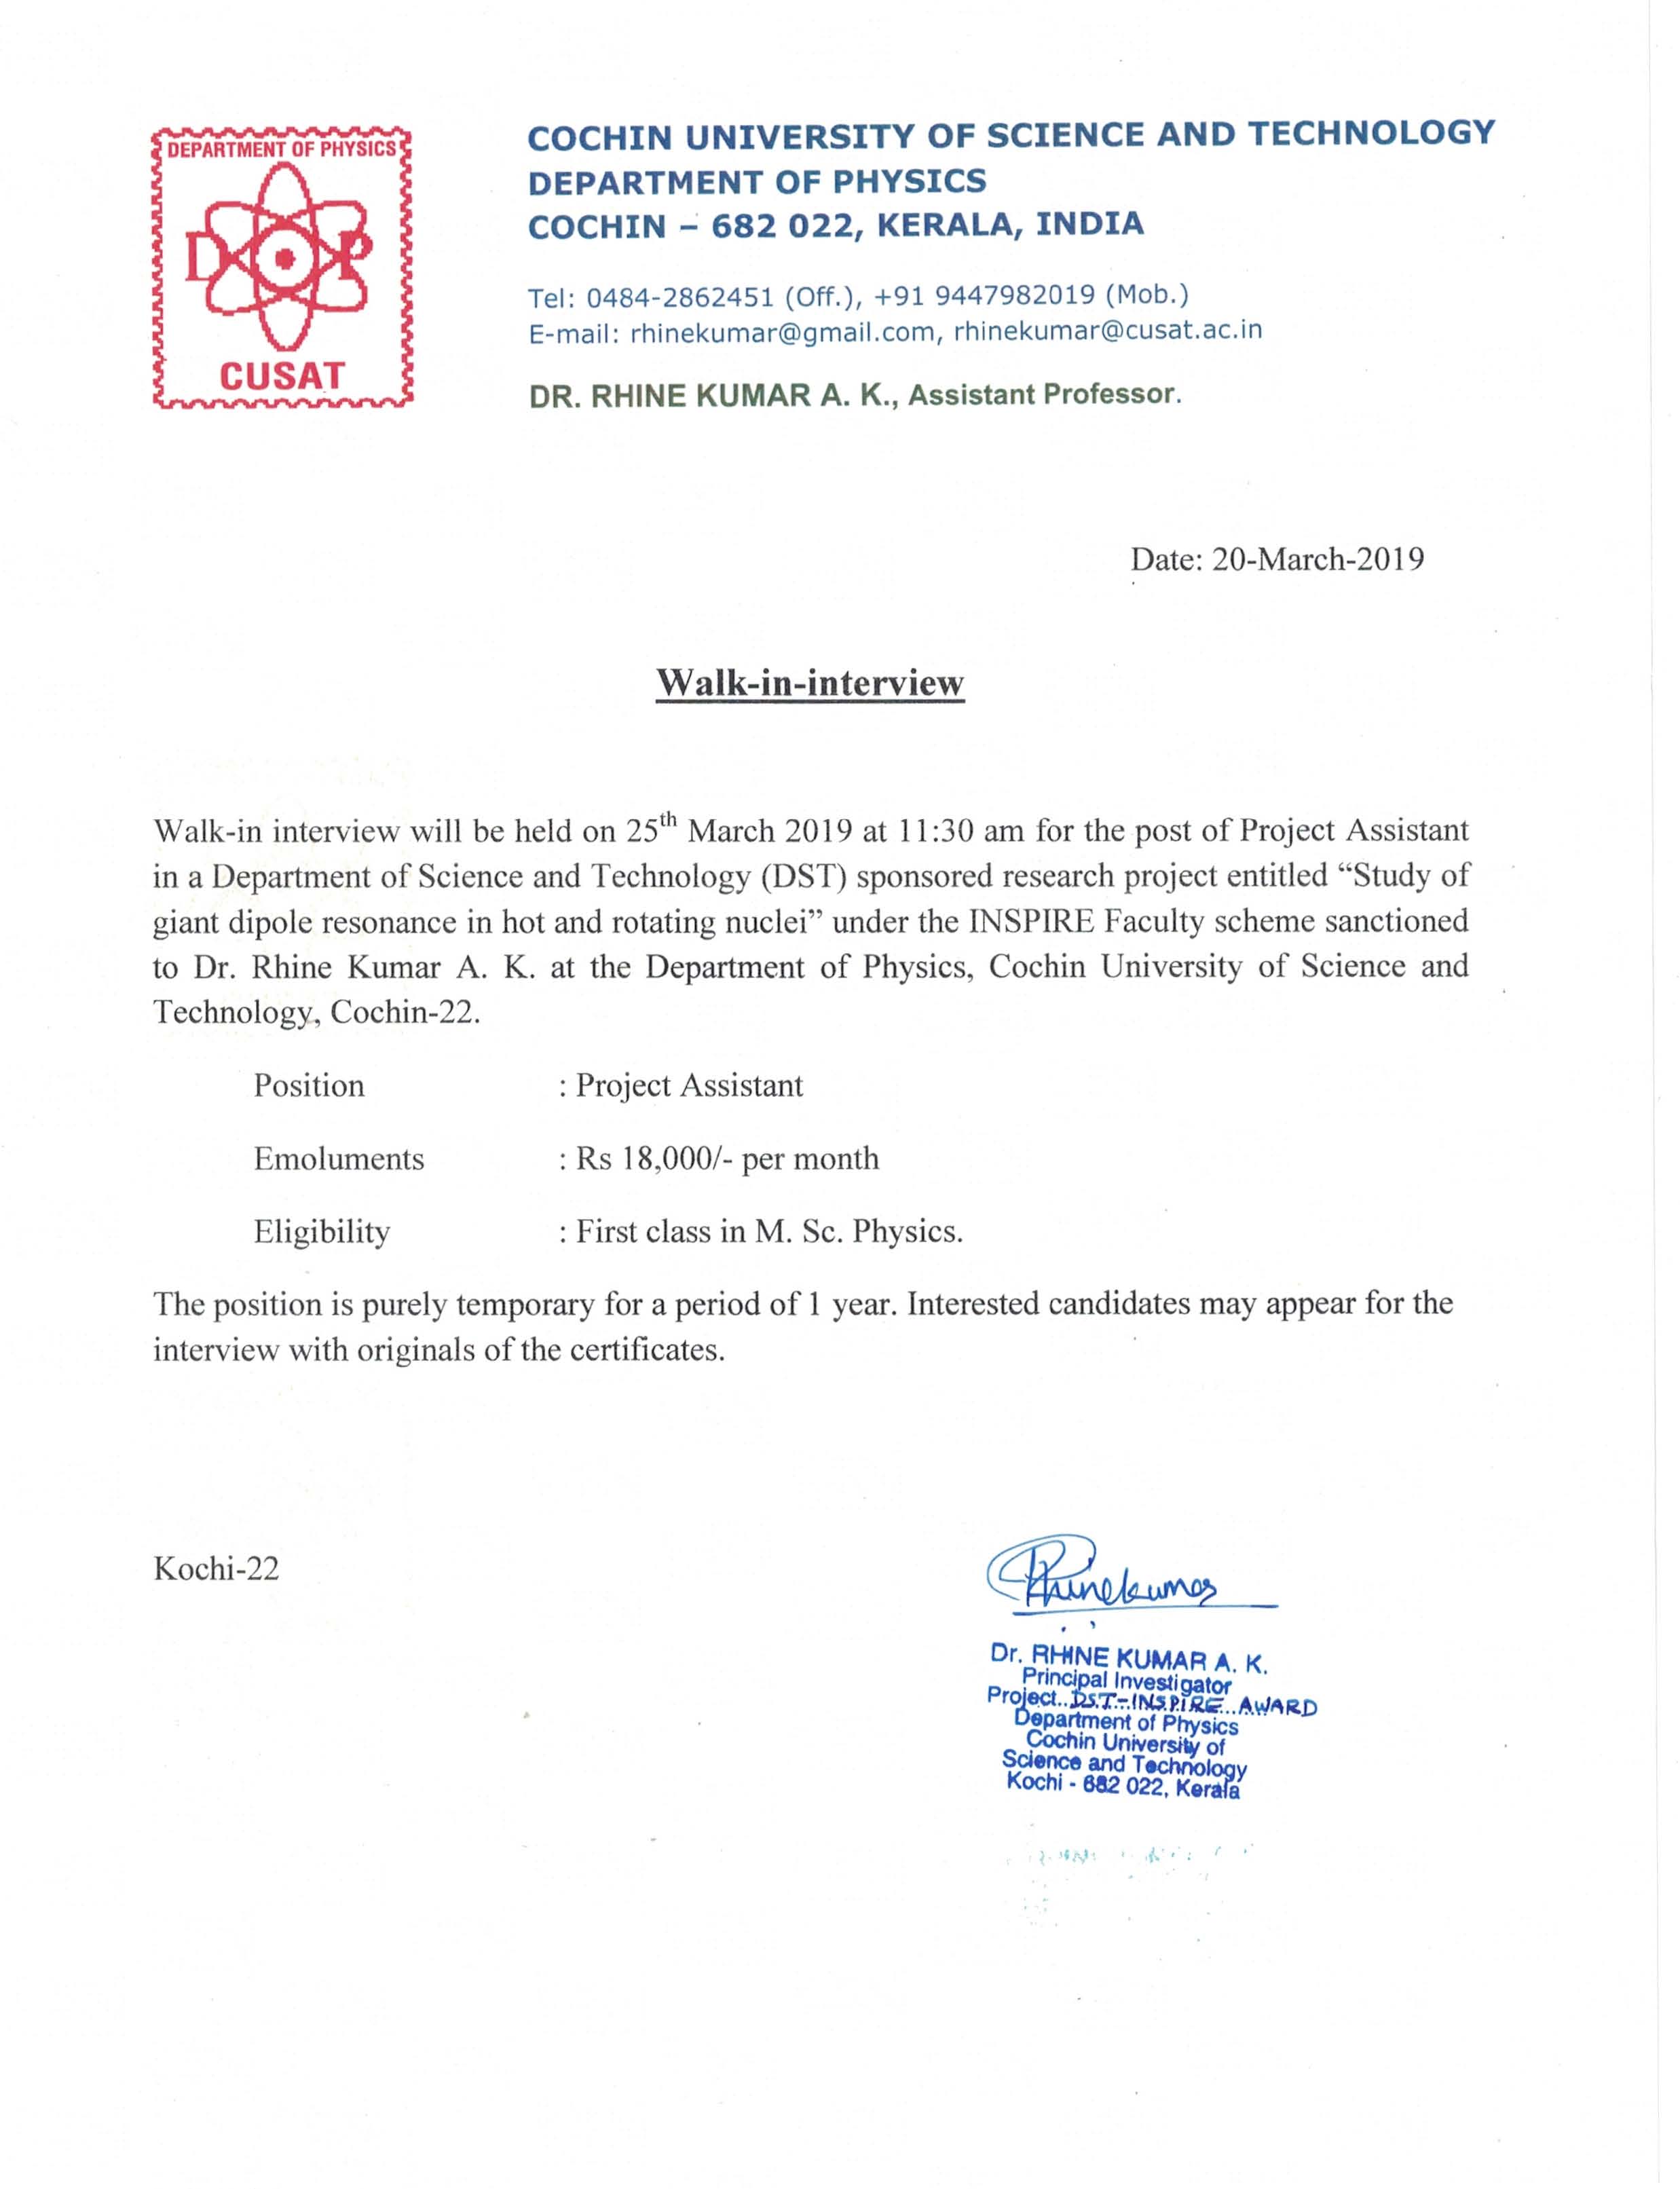 DEPARTMENT OF PHYSICS
D P
CUSAT
COCHIN UNIVERSITY OF SCIENCE AND TECHNOLOGY
DEPARTMENT OF PHYSICS
COCHIN – 682 022, KERALA, INDIA
Tel: 0484-2862451 (Off.), +91 9447982019 (Mob.)
E-mail: rhinekumar@gmail.com, rhinekumar@cusat.ac.in
DR. RHINE KUMAR A. K., Assistant Professor.
Date: 20-March-2019
Walk-in-interview
Walk-in interview will be held on 25th March 2019 at 11:30 am for the post of Project Assistant
in a Department of Science and Technology (DST) sponsored research project entitled “Study of
giant dipole resonance in hot and rotating nuclei” under the INSPIRE Faculty scheme sanctioned
to Dr. Rhine Kumar A. K. at the Department of Physics, Cochin University of Science and
Technology, Cochin-22.
Position : Project Assistant
Emoluments : Rs 18,000/- per month
Eligibility : First class in M. Sc. Physics.
The position is purely temporary for a period of 1 year. Interested candidates may appear for the
interview with originals of the certificates.
Kochi-22
Rhinekumar
Dr. RHINE KUMAR A. K.
Principal Investigator
Project..DST-INSPIRE..AWARD
Department of Physics
Cochin University of
Science and Technology
Kochi - 682 022, Kerala